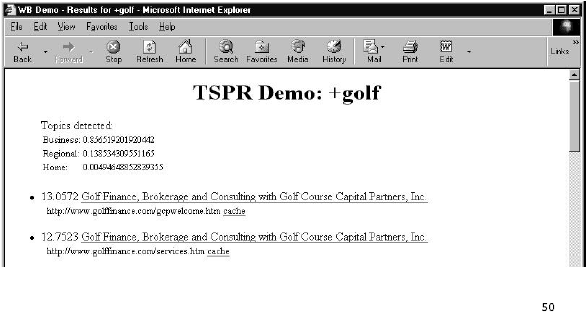 WB Demo - Results for +golf - Microsoft Internet Explorer
File Edit View Favorites Tools Help
Back Forward Stop Refresh Home Search Favorites Media History Mail Print Edit Links »
TSPR Demo: +golf
Topics detected:
Business: 0.856519201920442
Regional: 0.138534309551165
Home: 0.00494648852839355
• 13.0572 Golf Finance, Brokerage and Consulting with Golf Course Capital Partners, Inc.
http://www.golffinance.com/gcpwelcome.htm cache
• 12.7523 Golf Finance, Brokerage and Consulting with Golf Course Capital Partners, Inc.
http://www.golffinance.com/services.htm cache
50